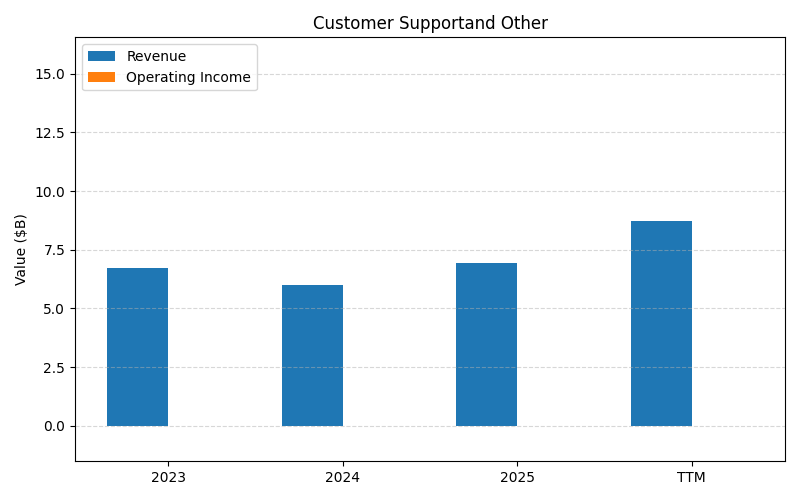 Customer Supportand Other
Revenue
Operating Income
Value ($B)
15.0
12.5
10.0
7.5
5.0
2.5
0.0
2023 2024 2025 TTM